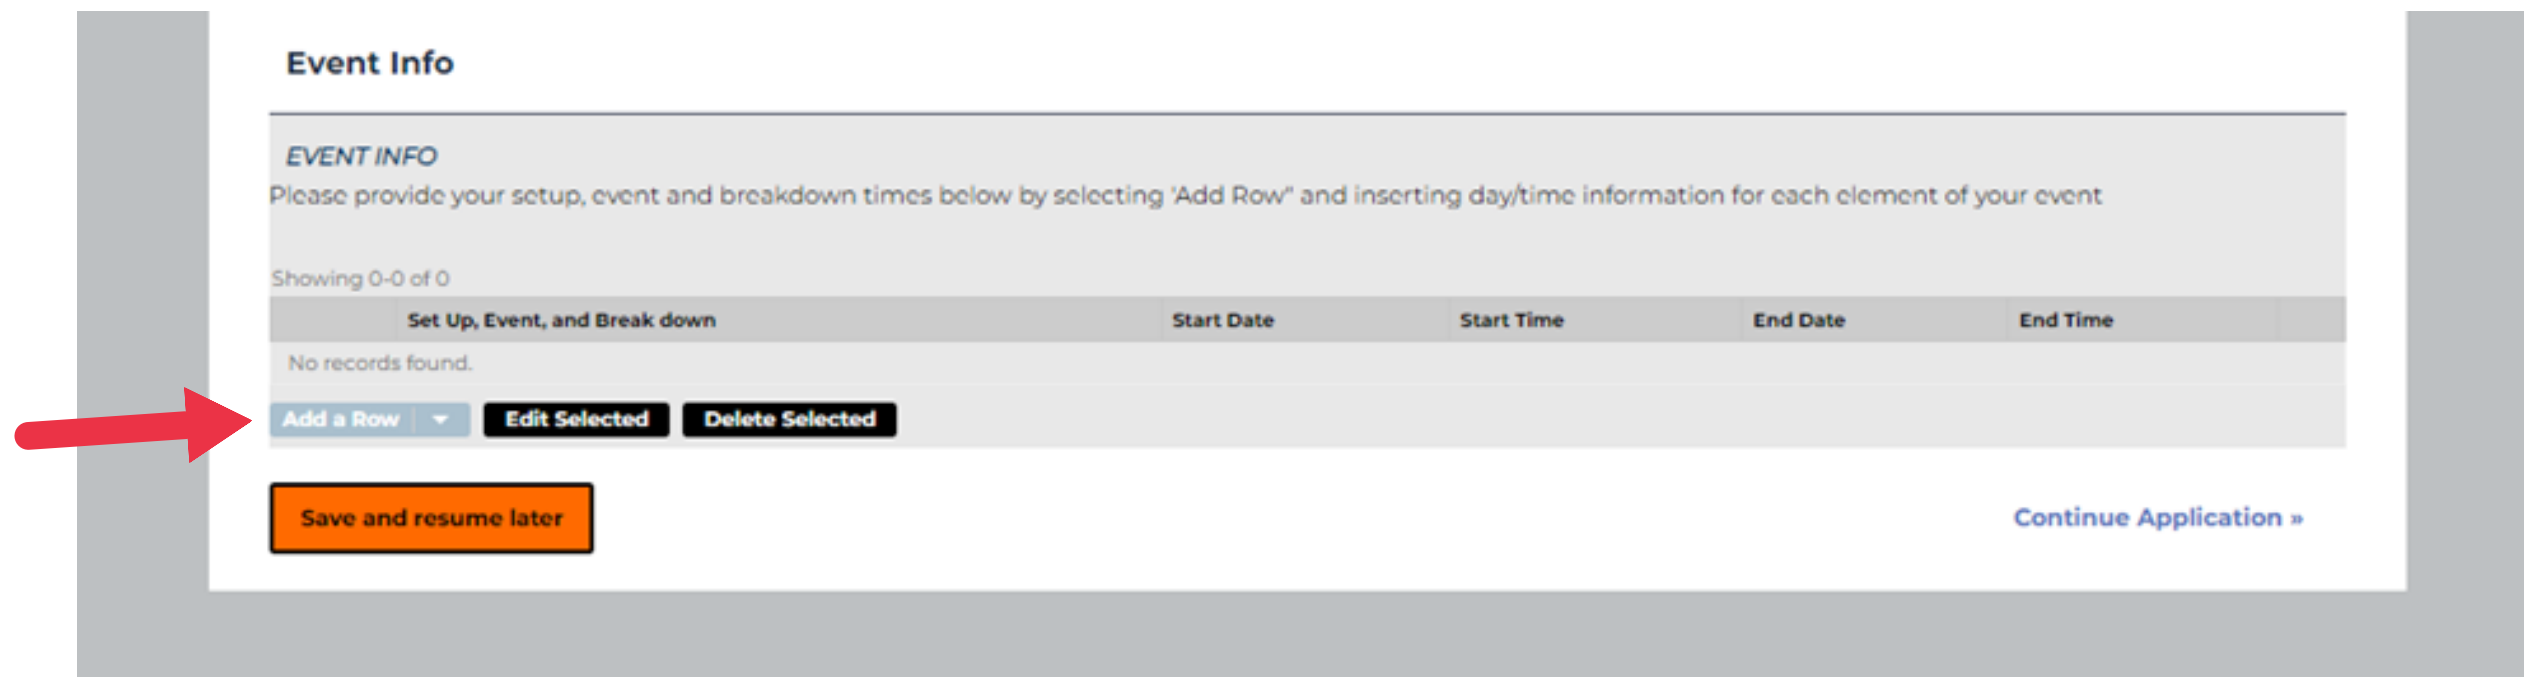 Event Info
EVENT INFO
Please provide your setup, event and breakdown times below by selecting 'Add Row" and inserting day/time information for each element of your event
Showing 0-0 of 0
Set Up, Event, and Break down Start Date Start Time End Date End Time
No records found.
Add a Row Edit Selected Delete Selected
Save and resume later Continue Application »